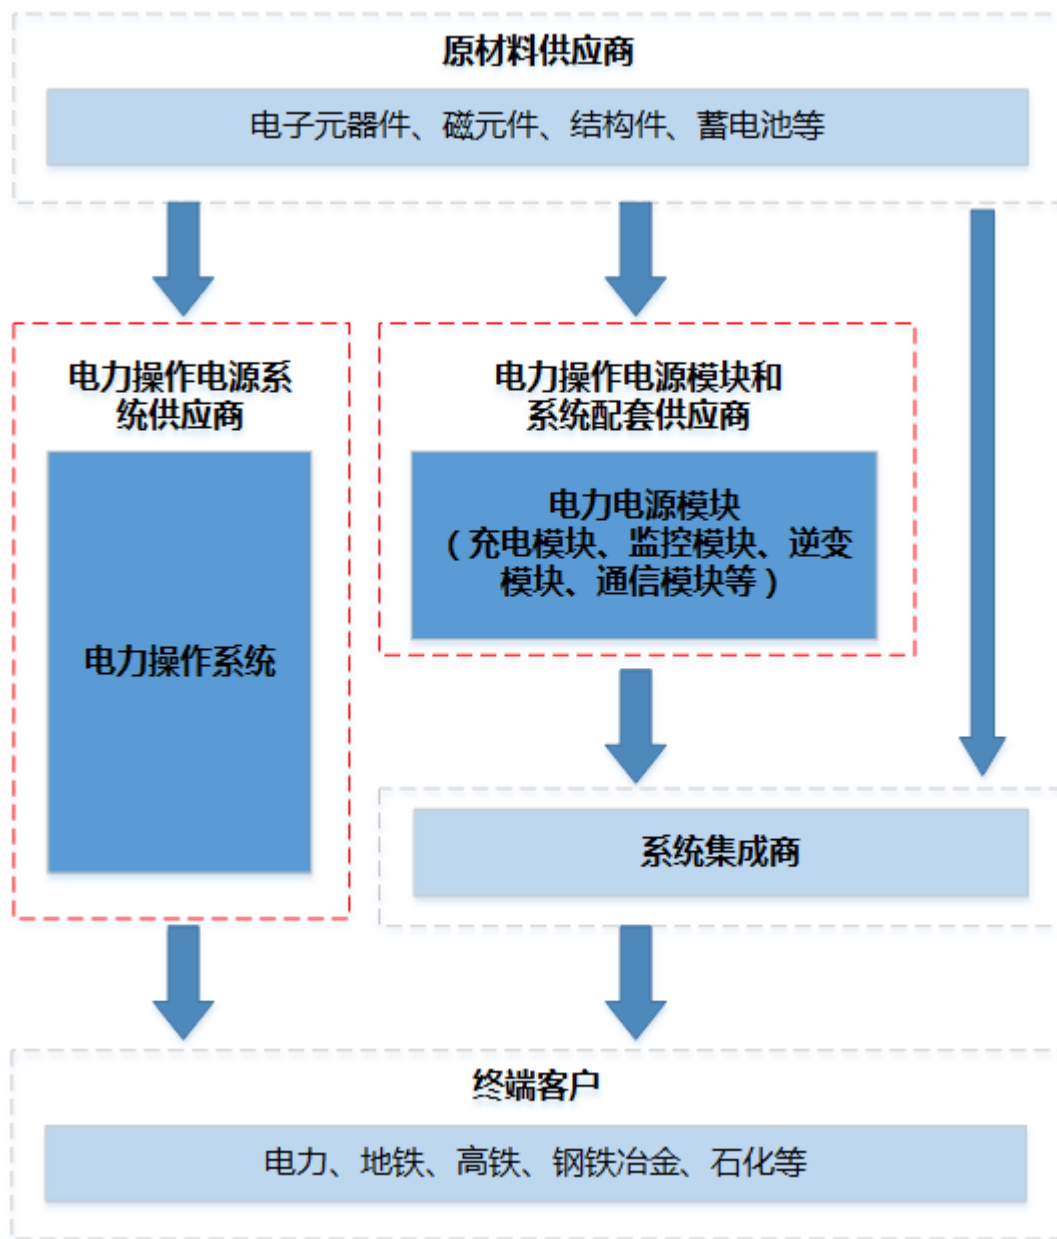 原材料供应商
电子元器件、磁元件、结构件、蓄电池等
电力操作电源系
统供应商
电力操作系统
电力操作电源模块和
系统配套供应商
电力电源模块
（充电模块、监控模块、逆变
模块、通信模块等）
系统集成商
终端客户
电力、地铁、高铁、钢铁冶金、石化等